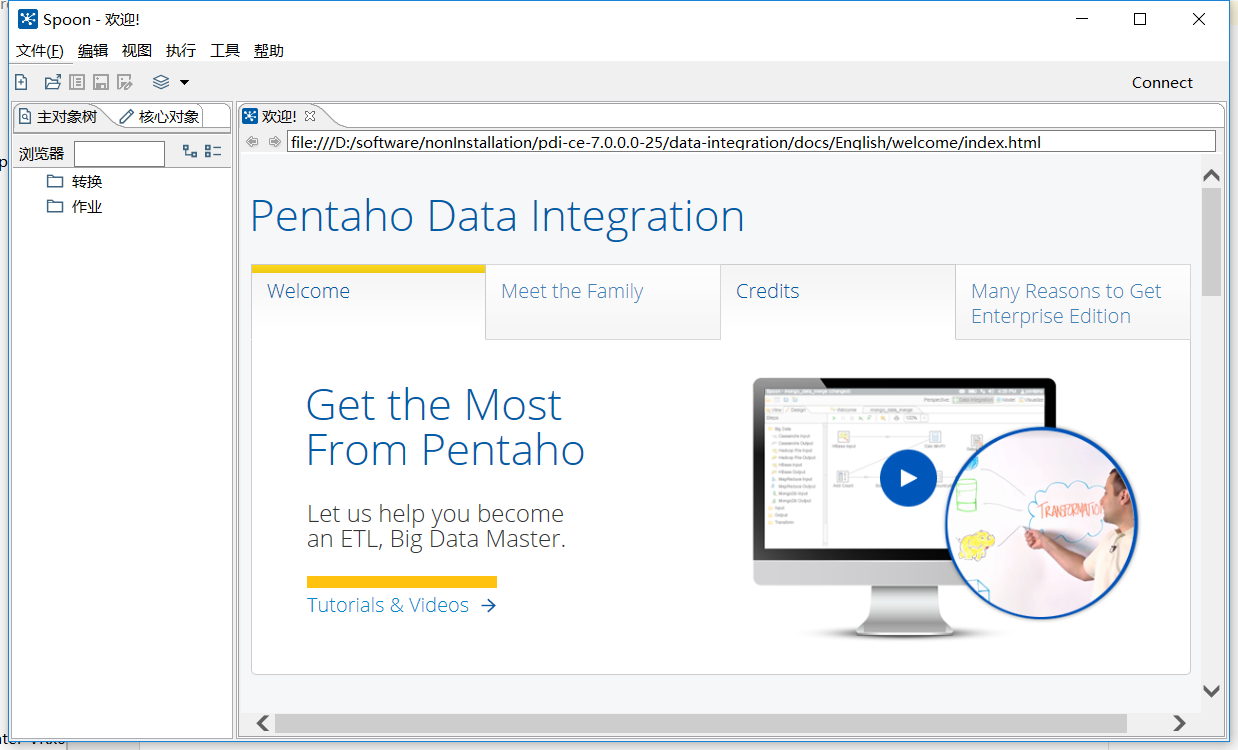 Spoon - 欢迎!
文件(F) 编辑 视图 执行 工具 帮助
Connect
主对象树 核心对象
欢迎!
浏览器
file:///D:/software/nonInstallation/pdi-ce-7.0.0.0-25/data-integration/docs/English/welcome/index.html
转换
作业
Pentaho Data Integration
Welcome
Meet the Family
Credits
Many Reasons to Get
Enterprise Edition
Get the Most
From Pentaho
Let us help you become
an ETL, Big Data Master.
Tutorials & Videos
TRANSFORMATION